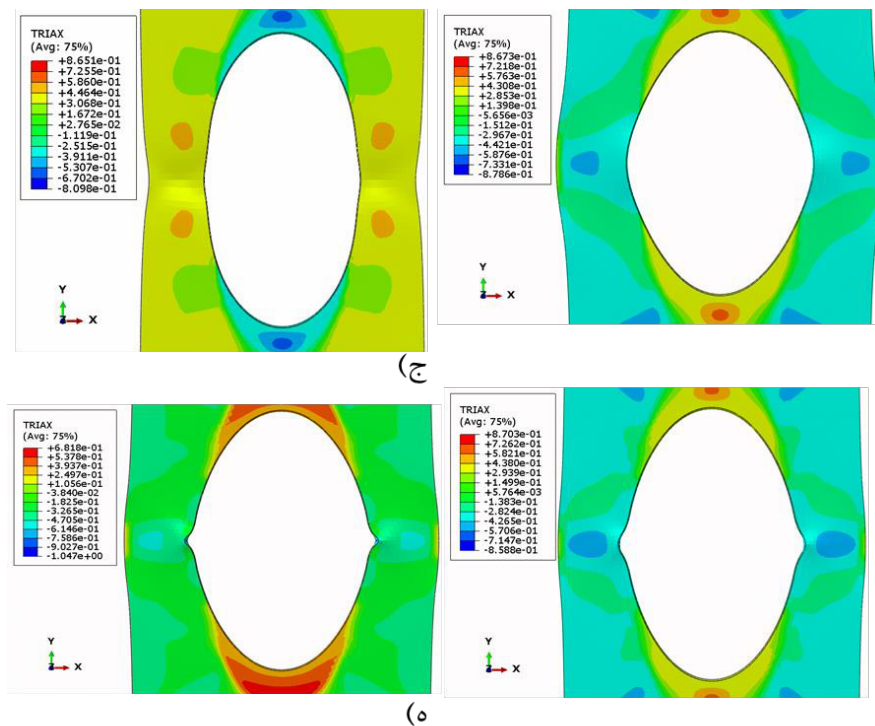 TRIAX
(Avg: 75%)
+8.651e-01
+7.255e-01
+5.860e-01
+4.464e-01
+3.068e-01
+1.672e-01
+2.765e-02
-1.119e-01
-2.515e-01
-3.911e-01
-5.307e-01
-6.702e-01
-8.098e-01
Y
Z X
TRIAX
(Avg: 75%)
+8.673e-01
+7.218e-01
+5.763e-01
+4.308e-01
+2.853e-01
+1.398e-01
-5.656e-03
-1.512e-01
-2.967e-01
-4.421e-01
-5.876e-01
-7.331e-01
-8.786e-01
Y
Z X
ج)
TRIAX
(Avg: 75%)
+6.818e-01
+5.378e-01
+3.937e-01
+2.497e-01
+1.056e-01
-3.840e-02
-1.825e-01
-3.265e-01
-4.705e-01
-6.146e-01
-7.586e-01
-9.027e-01
-1.047e+00
Y
Z X
TRIAX
(Avg: 75%)
+8.703e-01
+7.262e-01
+5.821e-01
+4.380e-01
+2.939e-01
+1.499e-01
+5.764e-03
-1.383e-01
-2.824e-01
-4.265e-01
-5.706e-01
-7.147e-01
-8.588e-01
Y
Z X
ه)